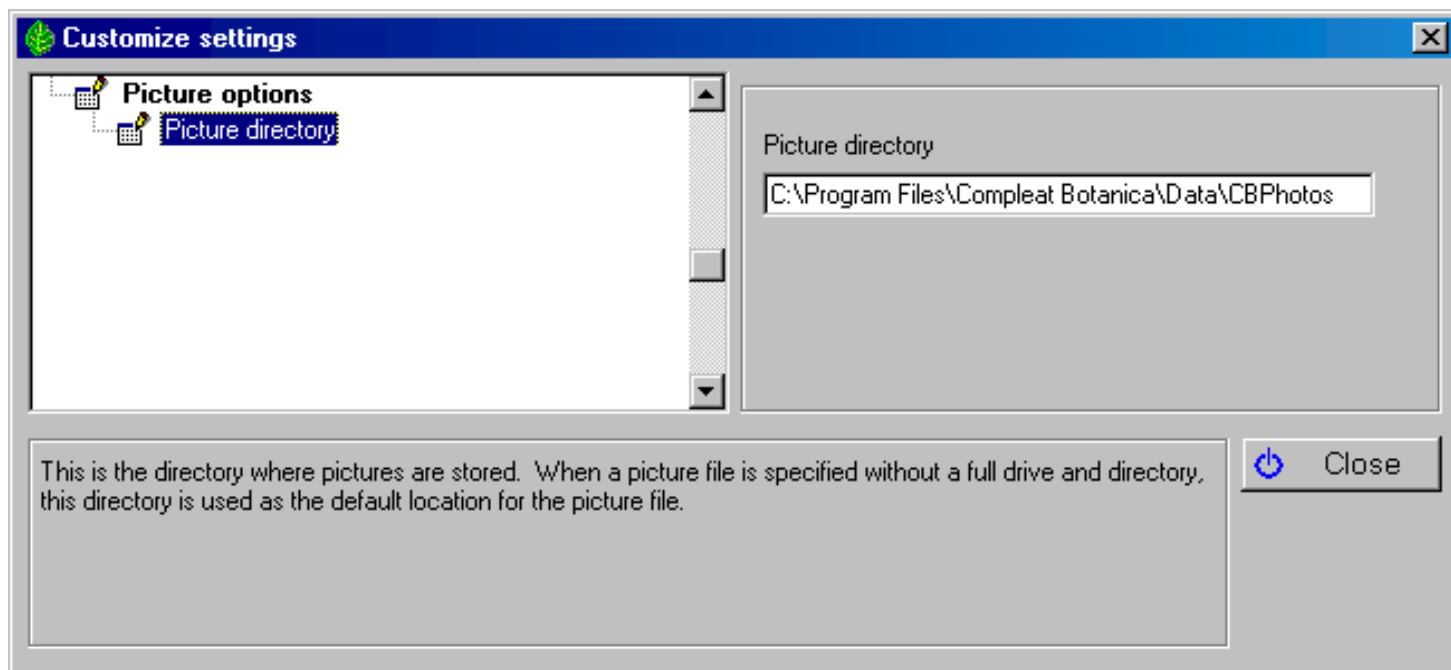 Customize settings
Picture options
Picture directory
Picture directory
C:\Program Files\Compleat Botanica\Data\CBPhotos
This is the directory where pictures are stored.  When a picture file is specified without a full drive and directory,
this directory is used as the default location for the picture file.
Close